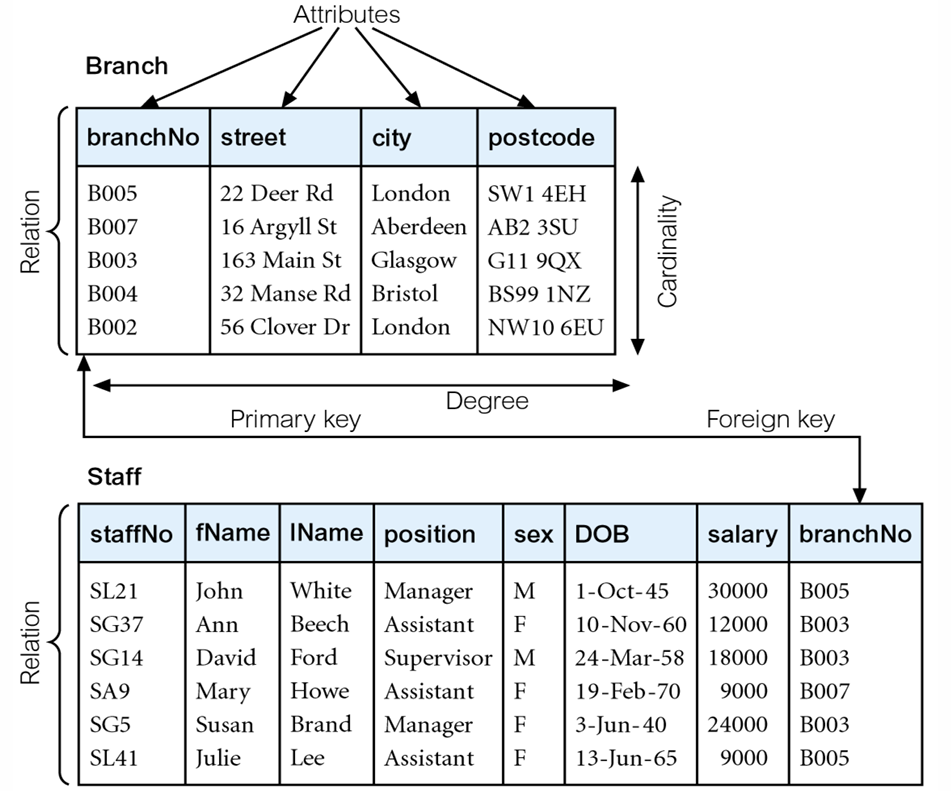 Attributes
Branch
branchNo street city postcode
B005 22 Deer Rd London SW1 4EH
B007 16 Argyll St Aberdeen AB2 3SU
B003 163 Main St Glasgow G11 9QX
B004 32 Manse Rd Bristol BS99 1NZ
B002 56 Clover Dr London NW10 6EU
Relation
Cardinality
Degree
Primary key
Foreign key
Staff
staffNo fName lName position sex DOB salary branchNo
SL21 John White Manager M 1-Oct-45 30000 B005
SG37 Ann Beech Assistant F 10-Nov-60 12000 B003
SG14 David Ford Supervisor M 24-Mar-58 18000 B003
SA9 Mary Howe Assistant F 19-Feb-70 9000 B007
SG5 Susan Brand Manager F 3-Jun-40 24000 B003
SL41 Julie Lee Assistant F 13-Jun-65 9000 B005
Relation